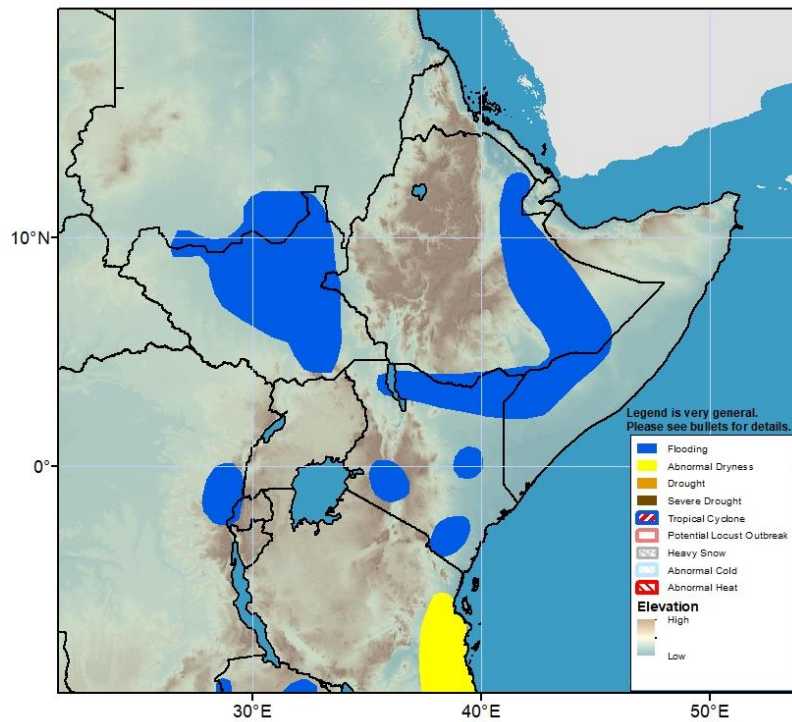 10°N
0°
30°E
40°E
50°E
Legend is very general.
Please see bullets for details.
Flooding
Abnormal Dryness
Drought
Severe Drought
Tropical Cyclone
Potential Locust Outbreak
Heavy Snow
Abnormal Cold
Abnormal Heat
Elevation
High
Low